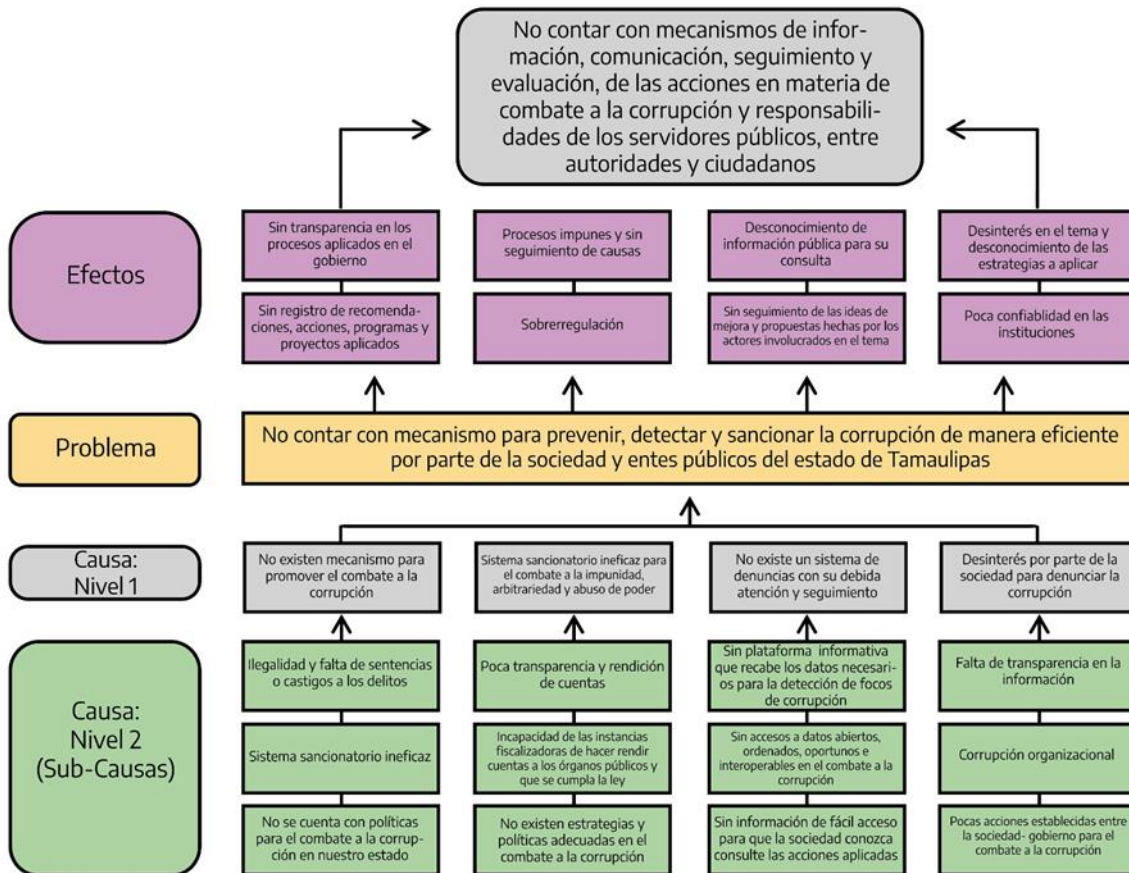 No contar con mecanismos de infor-
mación, comunicación, seguimiento y
evaluación, de las acciones en materia de
combate a la corrupción y responsabili-
dades de los servidores públicos, entre
autoridades y ciudadanos
Efectos
Sin transparencia en los
procesos aplicados en el
gobierno
Procesos impunes y sin
seguimiento de causas
Desconocimiento de
información pública para su
consulta
Desinterés en el tema y
desconocimiento de las
estrategias a aplicar
Sin registro de recomenda-
ciones, acciones, programas y
proyectos aplicados
Sobrerregulación
Sin seguimiento de las ideas de
mejora y propuestas hechas por los
actores involucrados en el tema
Poca confiablidad en las
instituciones
Problema
No contar con mecanismo para prevenir, detectar y sancionar la corrupción de manera eficiente
por parte de la sociedad y entes públicos del estado de Tamaulipas
Causa:
Nivel 1
No existen mecanismo para
promover el combate a la
corrupción
Sistema sancionatorio ineficaz para
el combate a la impunidad,
arbitrariedad y abuso de poder
No existe un sistema de
denuncias con su debida
atención y seguimiento
Desinterés por parte de la
sociedad para denunciar la
corrupción
Causa:
Nivel 2
(Sub-Causas)
Ilegalidad y falta de sentencias
o castigos a los delitos
Poca transparencia y rendición
de cuentas
Sin plataforma informativa
que recabe los datos necesari-
os para la detección de focos
de corrupción
Falta de transparencia en la
información
Sistema sancionatorio ineficaz
Incapacidad de las instancias
fiscalizadoras de hacer rendir
cuentas a los órganos públicos y
que se cumpla la ley
Sin accesos a datos abiertos,
ordenados, oportunos e
interoperables en el combate a la
corrupción
Corrupción organizacional
No se cuenta con políticas
para el combate a la corrup-
ción en nuestro estado
No existen estrategias y
políticas adecuadas en el
combate a la corrupción
Sin información de fácil acceso
para que la sociedad conozca
consulte las acciones aplicadas
Pocas acciones establecidas entre
la sociedad- gobierno para el
combate a la corrupción